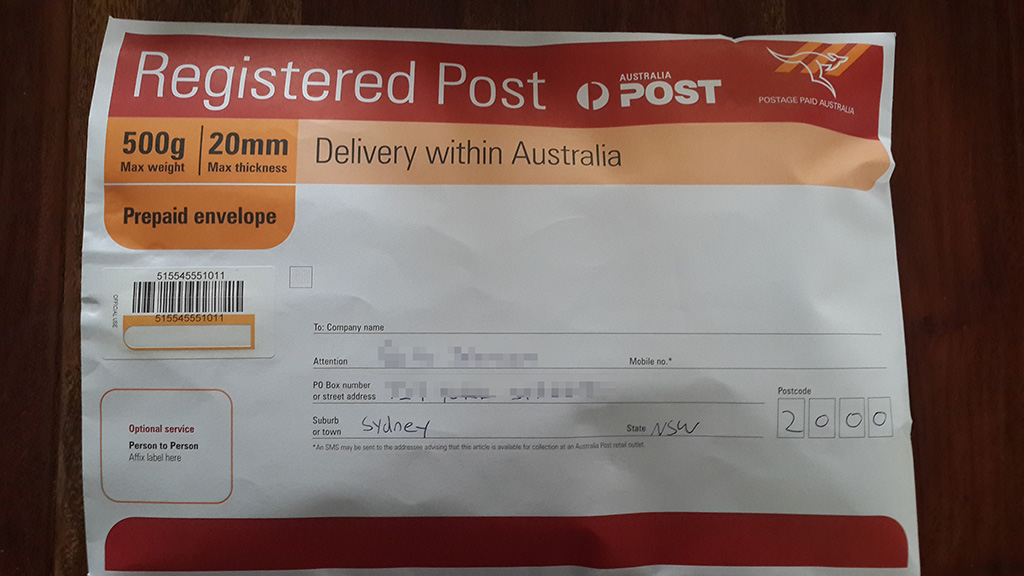 Registered Post
AUSTRALIA
POST
POSTAGE PAID AUSTRALIA
500g
Max weight
20mm
Max thickness
Delivery within Australia
Prepaid envelope
515545551011
OFFICIAL USE
515545551011
To: Company name
Attention
Mobile no.*
PO Box number
or street address
Postcode
Suburb
or town
Sydney
State NSW
2000
*An SMS may be sent to the addressee advising that this article is available for collection at an Australia Post retail outlet.
Optional service
Person to Person
Affix label here